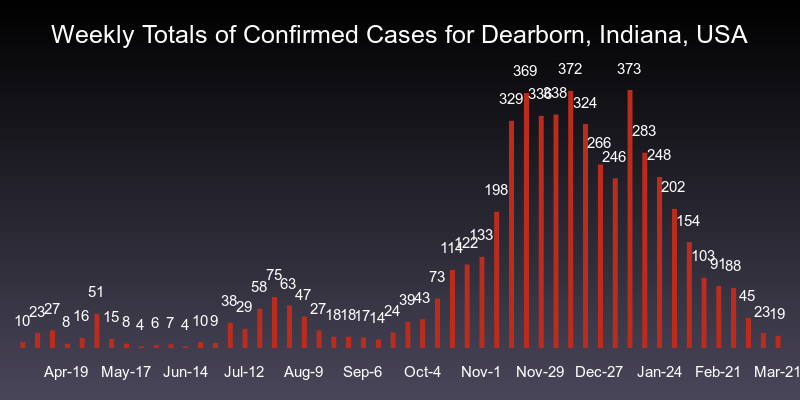 Weekly Totals of Confirmed Cases for Dearborn, Indiana, USA
10 23 27 8 16 51 15 8 4 6 7 4 10 9 38 29 58 75 63 47 27 18 18 17 14 24 39 43 73 114 122 133 198 329 369 338 372 324 266 246 373 283 248 202 154 103 91 88 45 23 19
Apr-19 May-17 Jun-14 Jul-12 Aug-9 Sep-6 Oct-4 Nov-1 Nov-29 Dec-27 Jan-24 Feb-21 Mar-21